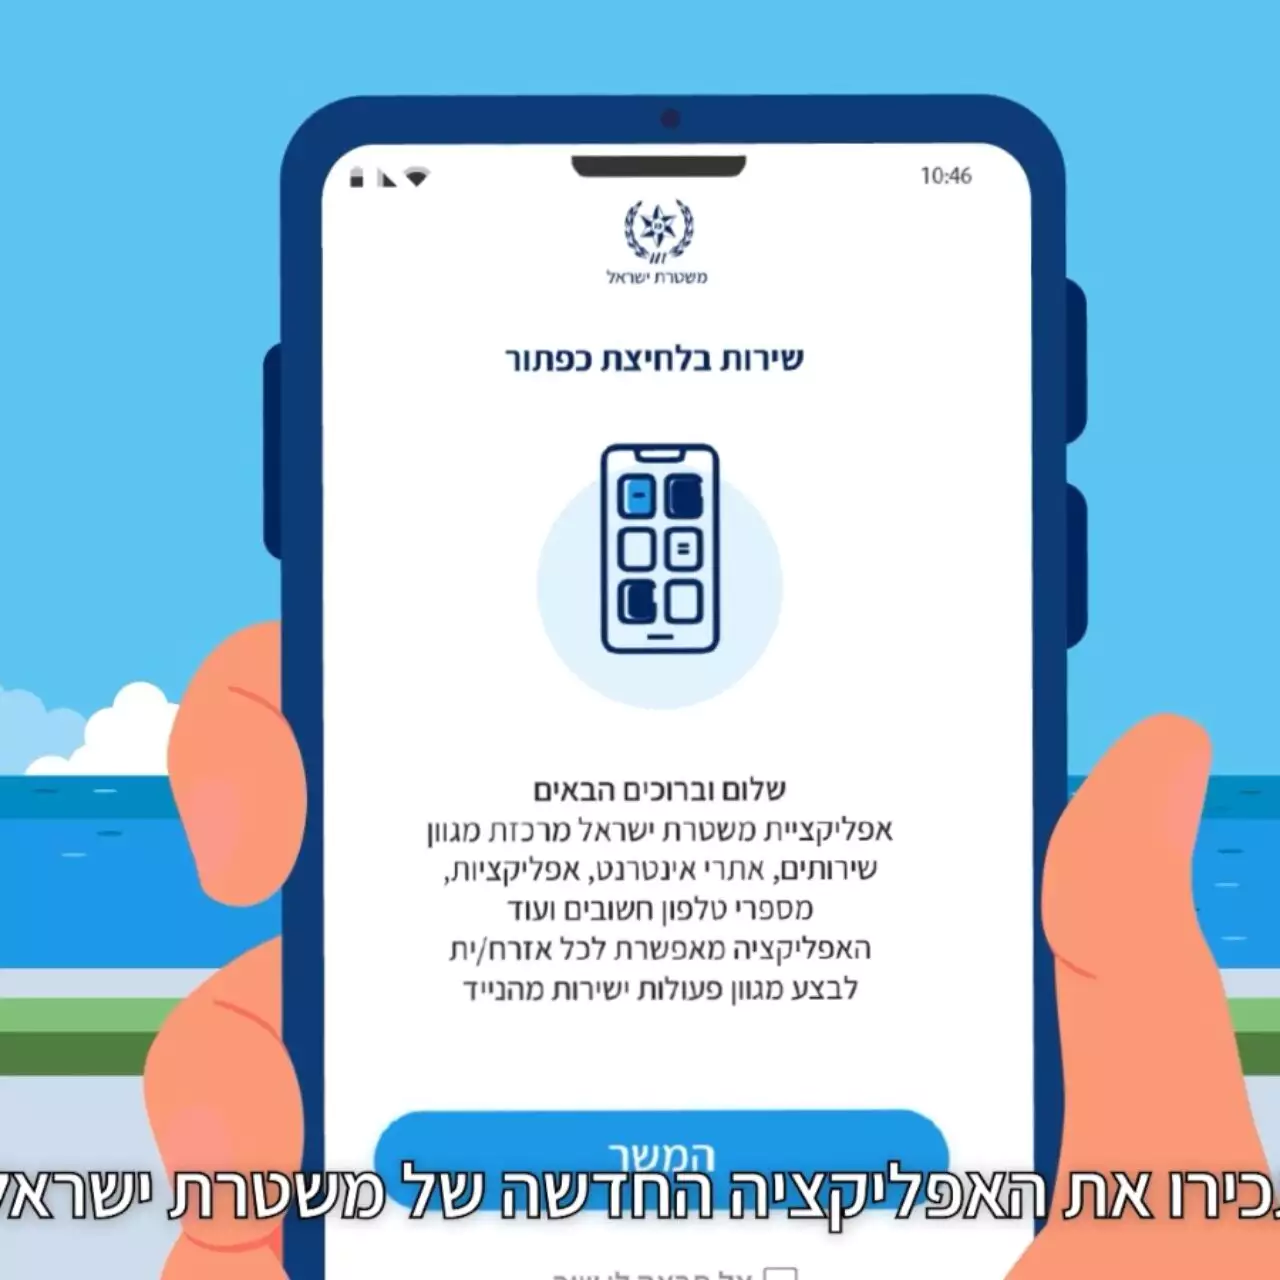 10:46
משטרת ישראל
שירות בלחיצת כפתור
שלום וברוכים הבאים
אפליקציית משטרת ישראל מרכזת מגוון
שירותים, אתרי אינטרנט, אפליקציות,
מספרי טלפון חשובים ועוד
האפליקציה מאפשרת לכל אזרח/ית
לבצע מגוון פעולות ישירות מהנייד
המשך
את האפליקציה החדשה של משטרת ישראל